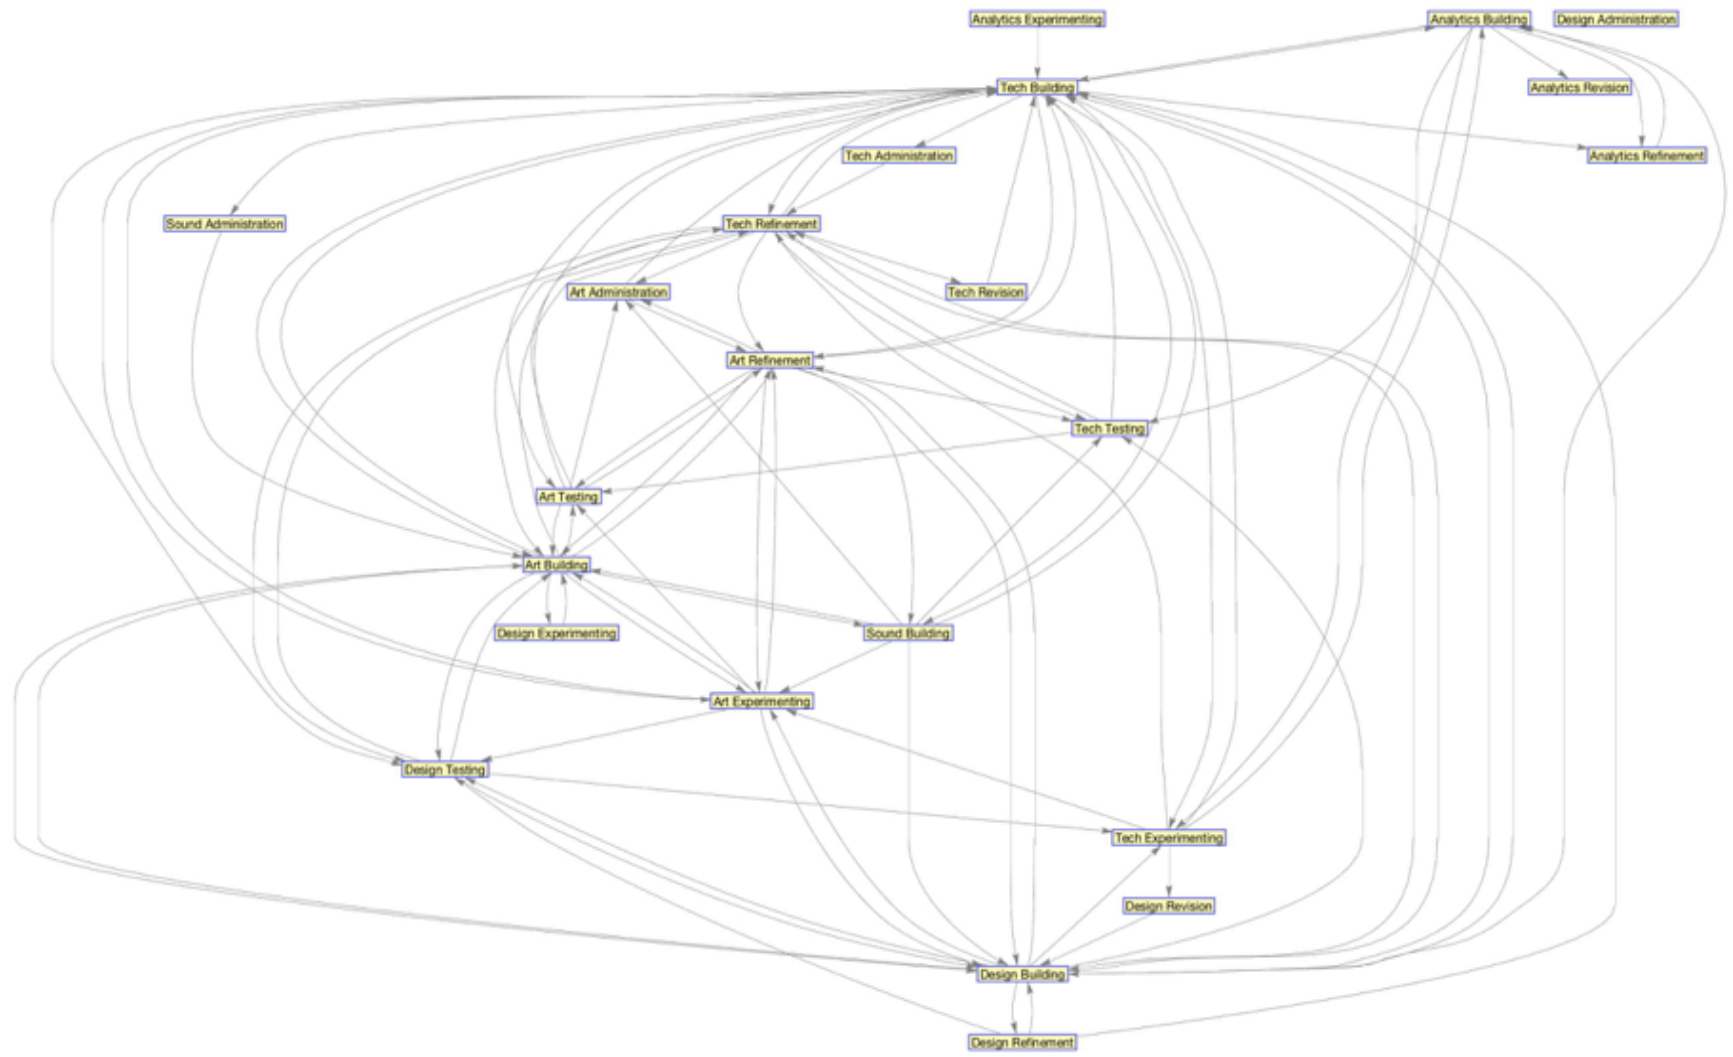 Analytics Experimenting
Analytics Building
Design Administration
Tech Building
Analytics Revision
Tech Administration
Analytics Refinement
Sound Administration
Tech Refinement
Art Administration
Tech Revision
Art Refinement
Tech Testing
Art Testing
Art Building
Design Experimenting
Sound Building
Art Experimenting
Design Testing
Tech Experimenting
Design Revision
Design Building
Design Refinement